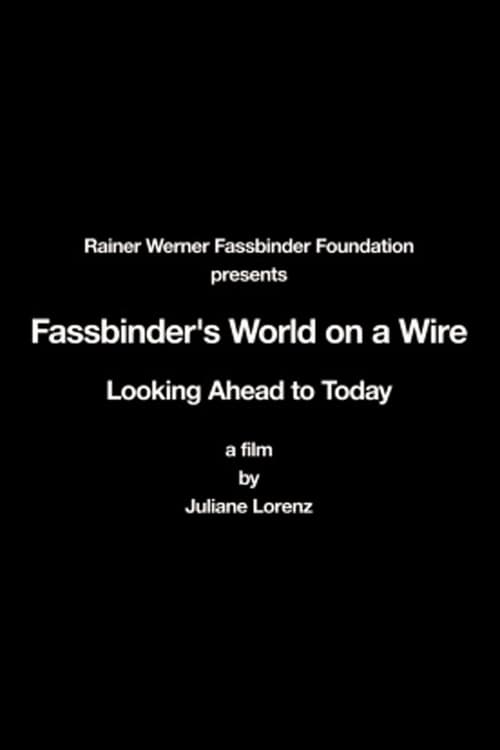 Rainer Werner Fassbinder Foundation
presents
Fassbinder's World on a Wire
Looking Ahead to Today
a film
by
Juliane Lorenz